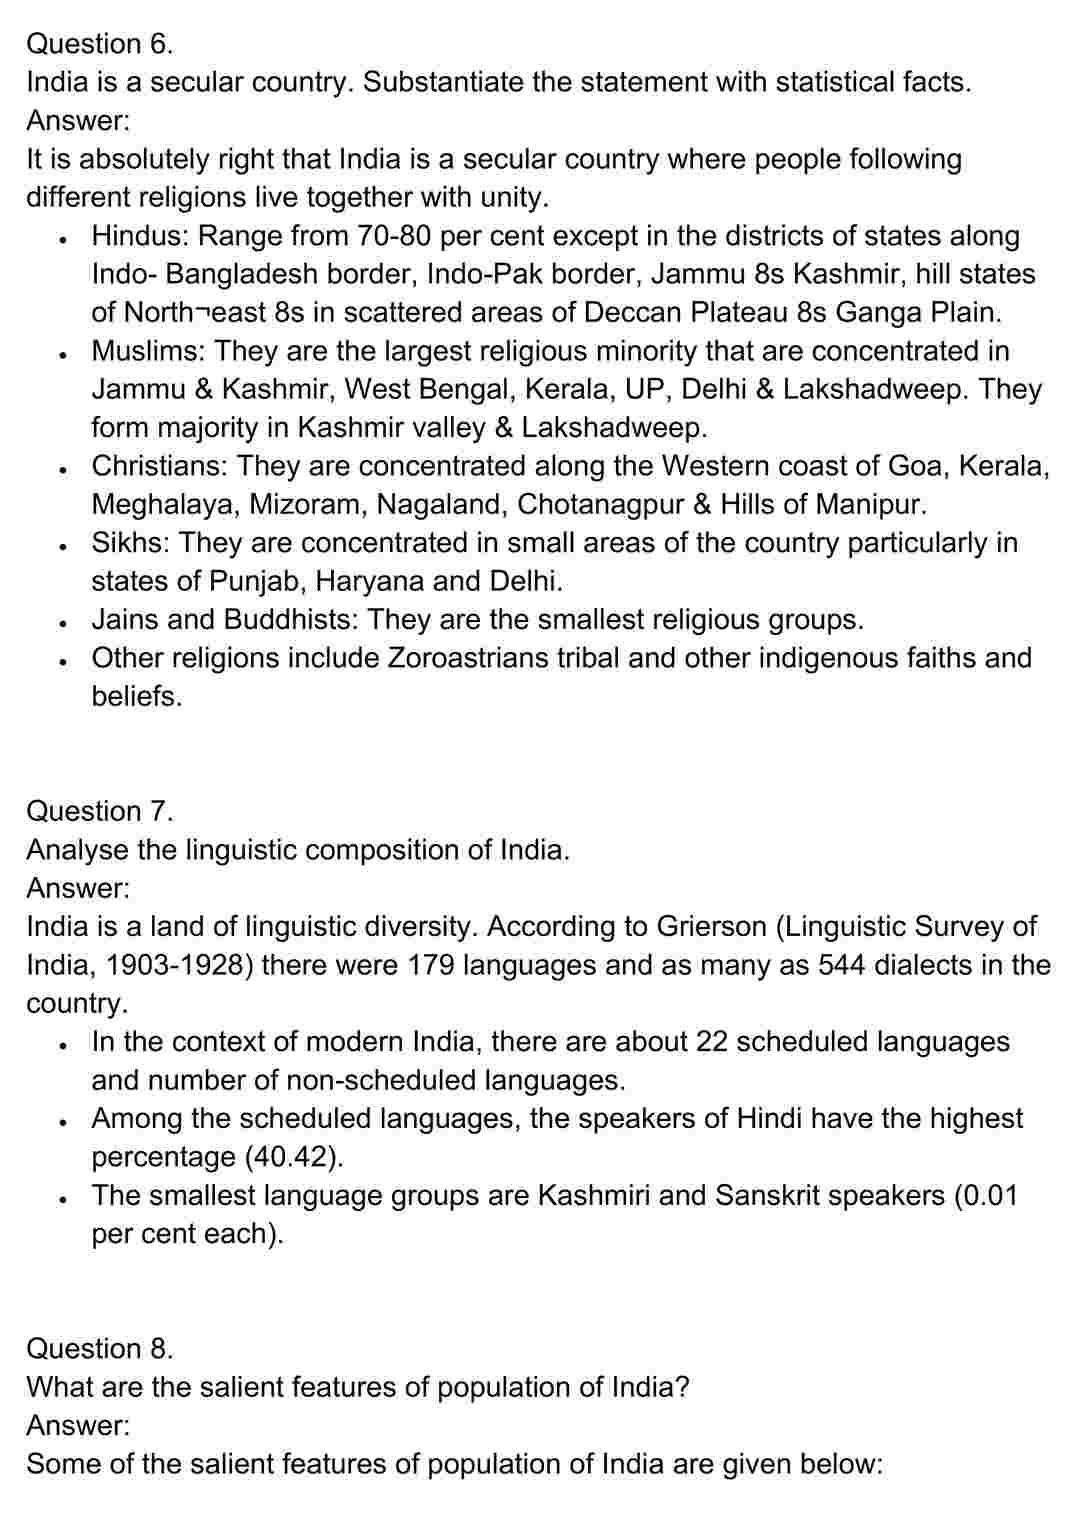 Question 6.
India is a secular country. Substantiate the statement with statistical facts.
Answer:
It is absolutely right that India is a secular country where people following
different religions live together with unity.
• Hindus: Range from 70-80 per cent except in the districts of states along
Indo- Bangladesh border, Indo-Pak border, Jammu 8s Kashmir, hill states
of North¬east 8s in scattered areas of Deccan Plateau 8s Ganga Plain.
• Muslims: They are the largest religious minority that are concentrated in
Jammu & Kashmir, West Bengal, Kerala, UP, Delhi & Lakshadweep. They
form majority in Kashmir valley & Lakshadweep.
• Christians: They are concentrated along the Western coast of Goa, Kerala,
Meghalaya, Mizoram, Nagaland, Chotanagpur & Hills of Manipur.
• Sikhs: They are concentrated in small areas of the country particularly in
states of Punjab, Haryana and Delhi.
• Jains and Buddhists: They are the smallest religious groups.
• Other religions include Zoroastrians tribal and other indigenous faiths and
beliefs.
Question 7.
Analyse the linguistic composition of India.
Answer:
India is a land of linguistic diversity. According to Grierson (Linguistic Survey of
India, 1903-1928) there were 179 languages and as many as 544 dialects in the
country.
• In the context of modern India, there are about 22 scheduled languages
and number of non-scheduled languages.
• Among the scheduled languages, the speakers of Hindi have the highest
percentage (40.42).
• The smallest language groups are Kashmiri and Sanskrit speakers (0.01
per cent each).
Question 8.
What are the salient features of population of India?
Answer:
Some of the salient features of population of India are given below: